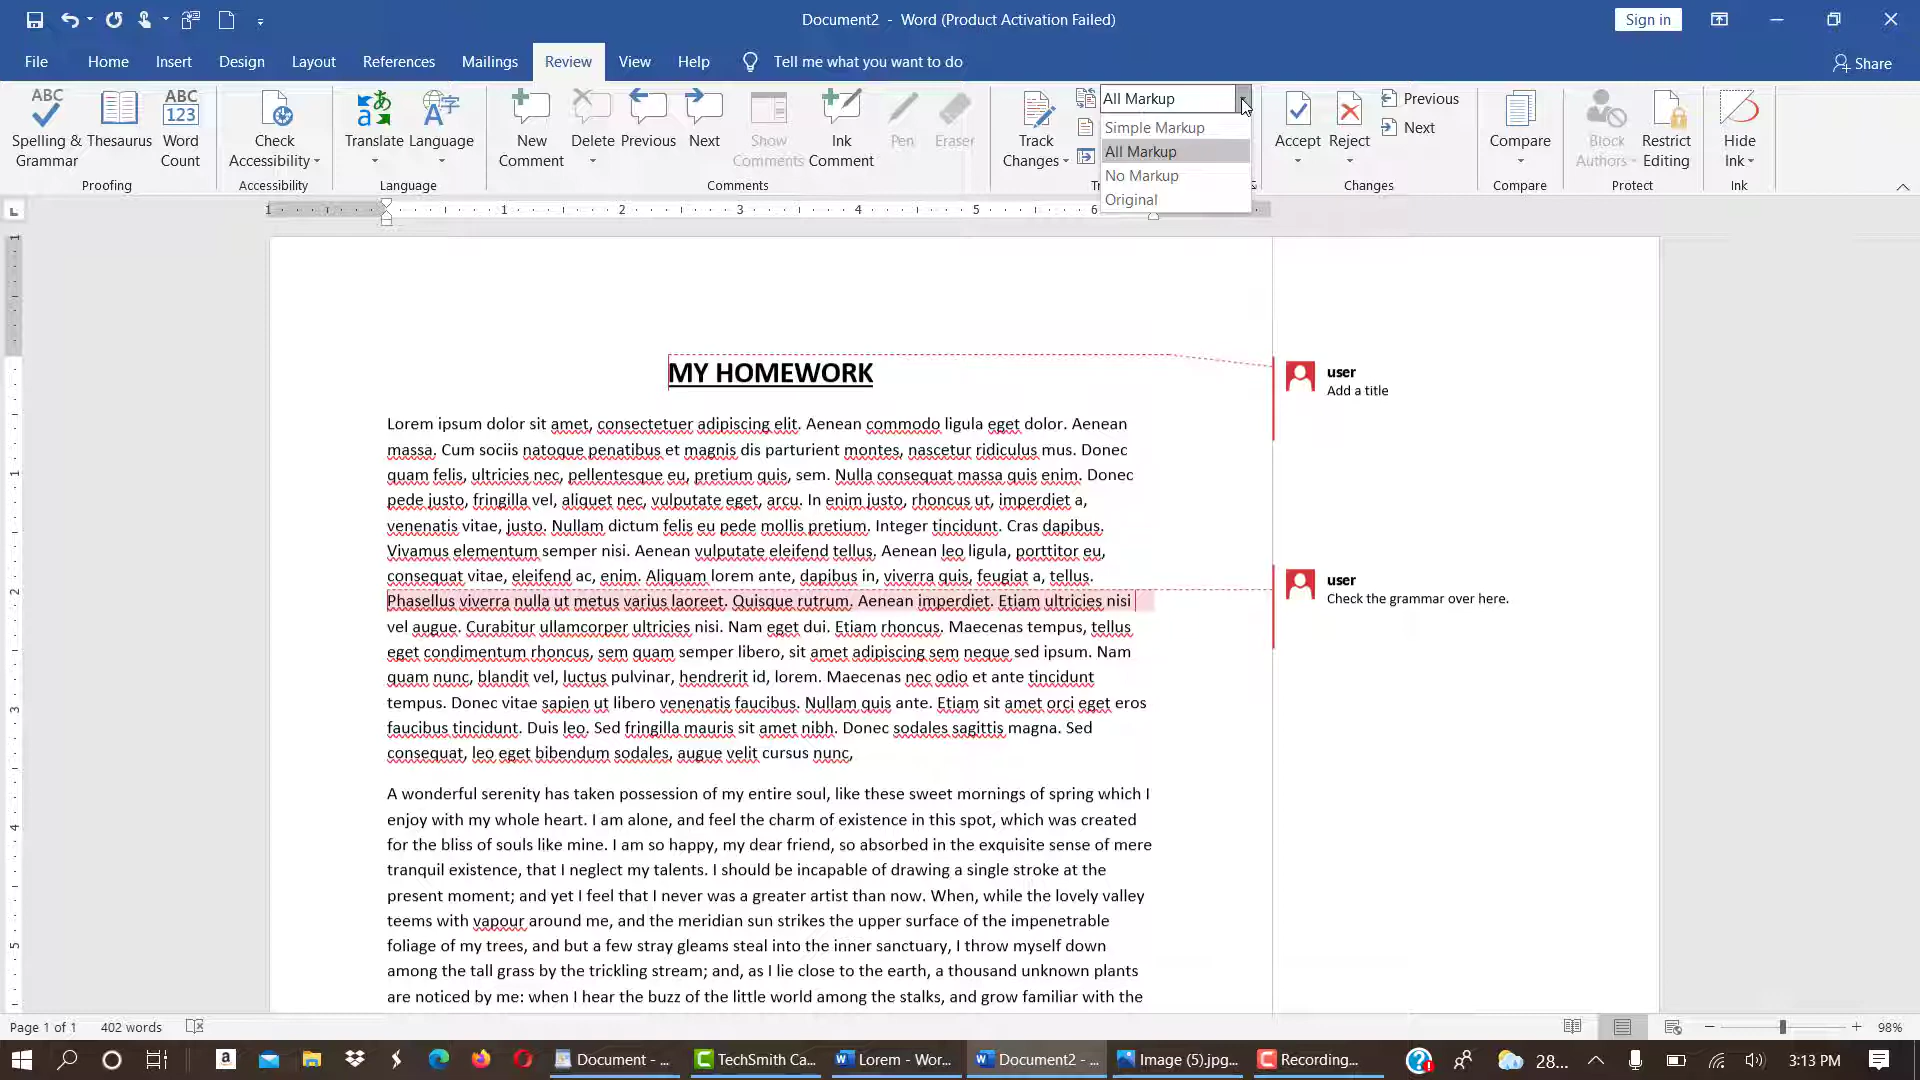 Document2 - Word (Product Activation Failed)
Sign in
File Home Insert Design Layout References Mailings Review View Help Tell me what you want to do Share
ABC
Spelling &
Grammar
Thesaurus
ABC
123
Word
Count
Proofing
Check
Accessibility
Accessibility
Translate
Language
Language
New
Comment
Delete
Previous
Next
Show
Comments
Ink
Comment
Pen
Eraser
Comments
Track
Changes
All Markup
Simple Markup
All Markup
No Markup
Original
Accept
Reject
Previous
Next
Changes
Compare
Compare
Block
Authors
Restrict
Editing
Protect
Hide
Ink
Ink
1 1 2 3 4 5 6
MY HOMEWORK
Lorem ipsum dolor sit amet, consectetuer adipiscing elit. Aenean commodo ligula eget dolor. Aenean
massa. Cum sociis natoque penatibus et magnis dis parturient montes, nascetur ridiculus mus. Donec
quam felis, ultricies nec, pellentesque eu, pretium quis, sem. Nulla consequat massa quis enim. Donec
pede justo, fringilla vel, aliquet nec, vulputate eget, arcu. In enim justo, rhoncus ut, imperdiet a,
venenatis vitae, justo. Nullam dictum felis eu pede mollis pretium. Integer tincidunt. Cras dapibus.
Vivamus elementum semper nisi. Aenean vulputate eleifend tellus. Aenean leo ligula, porttitor eu,
consequat vitae, eleifend ac, enim. Aliquam lorem ante, dapibus in, viverra quis, feugiat a, tellus.
Phasellus viverra nulla ut metus varius laoreet. Quisque rutrum. Aenean imperdiet. Etiam ultricies nisi
vel augue. Curabitur ullamcorper ultricies nisi. Nam eget dui. Etiam rhoncus. Maecenas tempus, tellus
eget condimentum rhoncus, sem quam semper libero, sit amet adipiscing sem neque sed ipsum. Nam
quam nunc, blandit vel, luctus pulvinar, hendrerit id, lorem. Maecenas nec odio et ante tincidunt
tempus. Donec vitae sapien ut libero venenatis faucibus. Nullam quis ante. Etiam sit amet orci eget eros
faucibus tincidunt. Duis leo. Sed fringilla mauris sit amet nibh. Donec sodales sagittis magna. Sed
consequat, leo eget bibendum sodales, augue velit cursus nunc,
A wonderful serenity has taken possession of my entire soul, like these sweet mornings of spring which I
enjoy with my whole heart. I am alone, and feel the charm of existence in this spot, which was created
for the bliss of souls like mine. I am so happy, my dear friend, so absorbed in the exquisite sense of mere
tranquil existence, that I neglect my talents. I should be incapable of drawing a single stroke at the
present moment; and yet I feel that I never was a greater artist than now. When, while the lovely valley
teems with vapour around me, and the meridian sun strikes the upper surface of the impenetrable
foliage of my trees, and but a few stray gleams steal into the inner sanctuary, I throw myself down
among the tall grass by the trickling stream; and, as I lie close to the earth, a thousand unknown plants
are noticed by me: when I hear the buzz of the little world among the stalks, and grow familiar with the
user
Add a title
user
Check the grammar over here.
1
1
2
3
4
5
Page 1 of 1 402 words
98%
Document - ...
TechSmith Ca...
Lorem - Wor...
Document2 - ...
Image (5).jpg...
Recording...
28...
3:13 PM